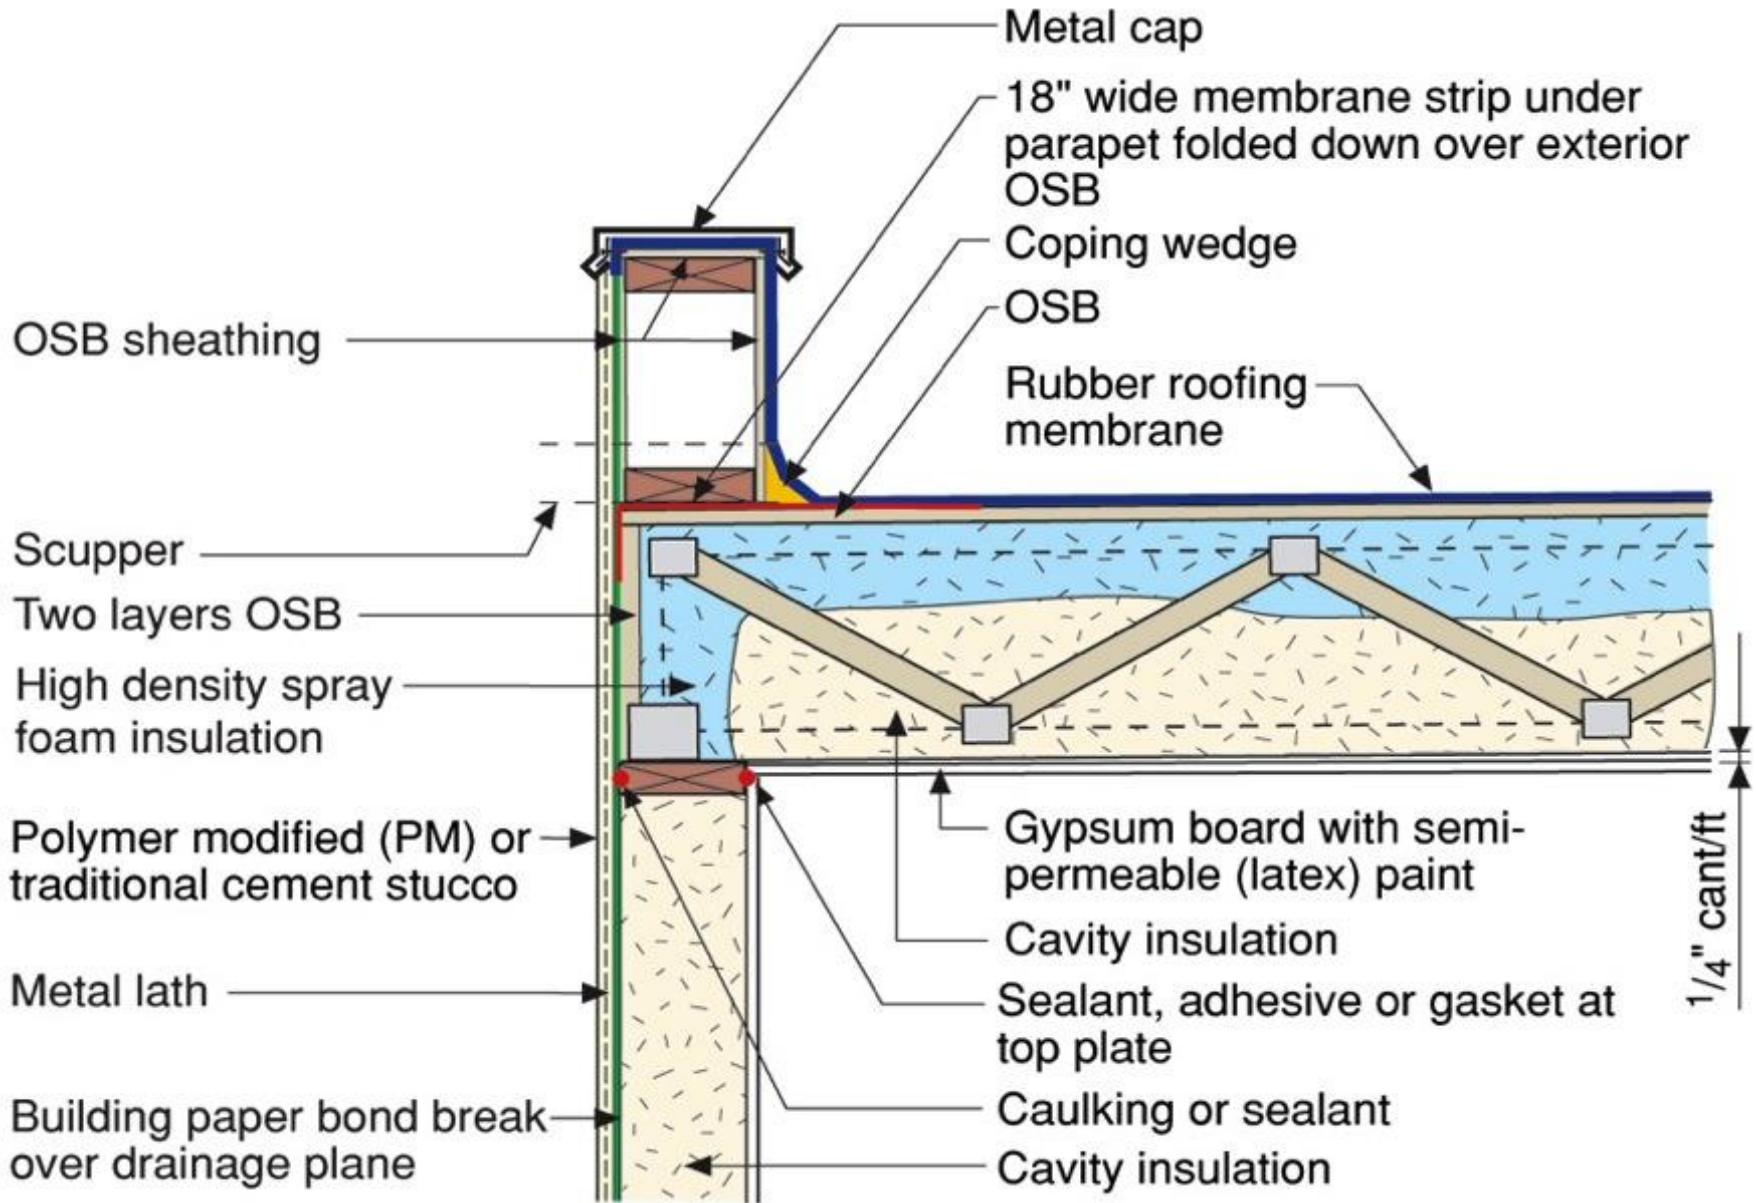 Metal cap
18" wide membrane strip under
parapet folded down over exterior
OSB
Coping wedge
OSB
Rubber roofing
membrane
OSB sheathing
Scupper
Two layers OSB
High density spray
foam insulation
Polymer modified (PM) or
traditional cement stucco
Metal lath
Building paper bond break
over drainage plane
Gypsum board with semi-
permeable (latex) paint
Cavity insulation
Sealant, adhesive or gasket at
top plate
Caulking or sealant
Cavity insulation
1/4" cant/ft